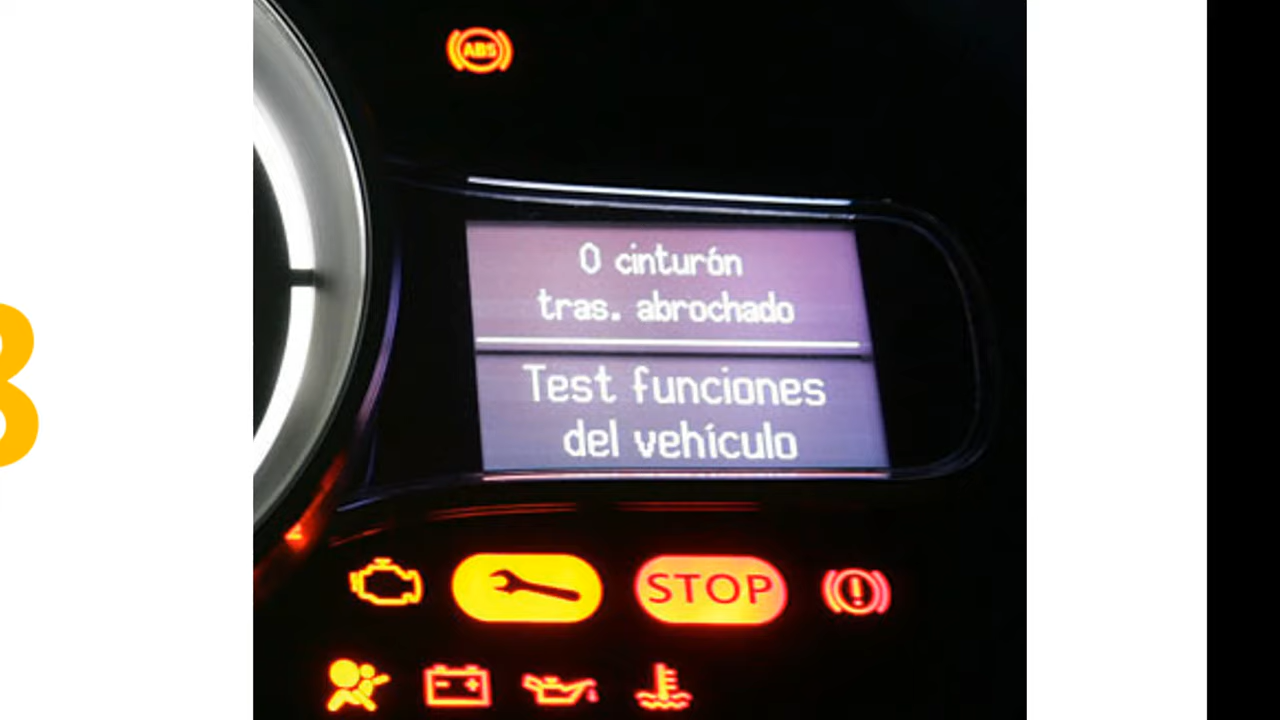 ABS
0 cinturón
tras. abrochado
Test funciones
del vehículo
STOP